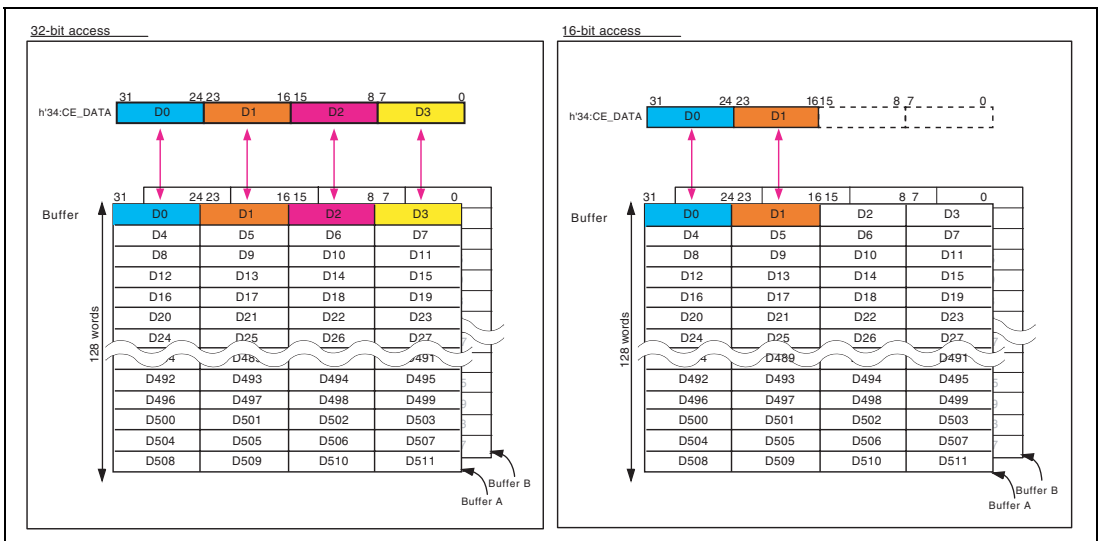 32-bit access
31 24 23 16 15 8 7 0
h'34:CE_DATA D0 D1 D2 D3
31 24 23 16 15 8 7 0
Buffer D0 D1 D2 D3
D4 D5 D6 D7
D8 D9 D10 D11
D12 D13 D14 D15
D16 D17 D18 D19
D20 D21 D22 D23
D24 D25 D26 D27
128 words
D491
D492 D493 D494 D495
D496 D497 D498 D499
D500 D501 D502 D503
D504 D505 D506 D507
D508 D509 D510 D511
Buffer B
Buffer A
16-bit access
31 24 23 16 15 8 7 0
h'34:CE_DATA D0 D1
31 24 23 16 15 8 7 0
Buffer D0 D1 D2 D3
D4 D5 D6 D7
D8 D9 D10 D11
D12 D13 D14 D15
D16 D17 D18 D19
D20 D21 D22 D23
D24 D25 D26 D27
128 words
D489 D491
D492 D493 D494 D495
D496 D497 D498 D499
D500 D501 D502 D503
D504 D505 D506 D507
D508 D509 D510 D511
Buffer B
Buffer A